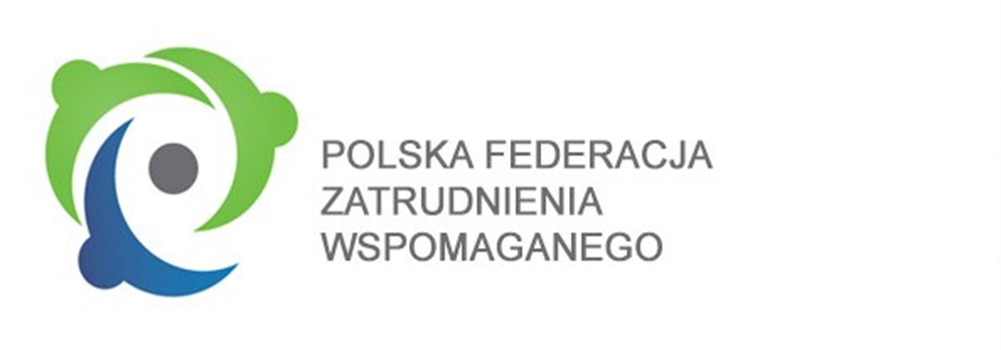 POLSKA FEDERACJA
ZATRUDNIENIA
WSPOMAGANEGO